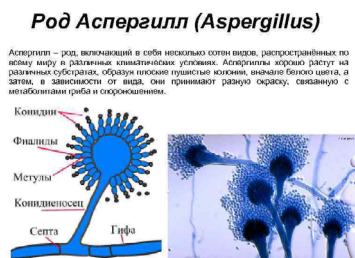 Род Аспергилл (Aspergillus)
Аспергилл – род, включающий в себя несколько сотен видов, распространённых по
всему миру в различных климатических условиях. Аспергиллы хорошо растут на
различных субстратах, образуя плоские пушистые колонии, вначале белого цвета, а
затем, в зависимости от вида, они принимают разную окраску, связанную с
метаболитами гриба и спороношением.
Конидии
Фиалиды
Метулы
Конидиеносец
Септа
Гифа